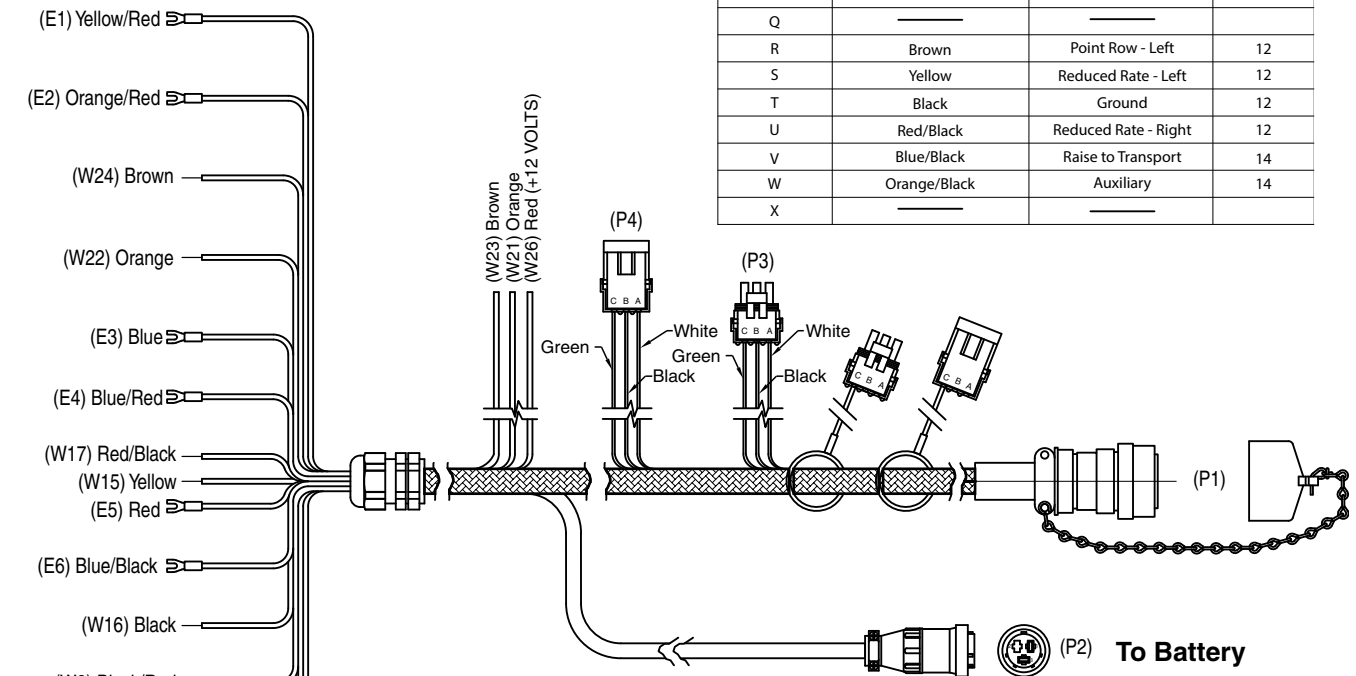 (E1) Yellow/Red
(E2) Orange/Red
(W24) Brown
(W22) Orange
(E3) Blue
(E4) Blue/Red
(W17) Red/Black
(W15) Yellow
(E5) Red
(E6) Blue/Black
(W16) Black
(W23) Brown
(W21) Orange
(W26) Red (+12 VOLTS)
(P4)
C B A
Green
White
Black
(P3)
C B A
Green
White
Black
C B A
C B A
(P1)
(P2)
To Battery
Q
R Brown Point Row - Left 12
S Yellow Reduced Rate - Left 12
T Black Ground 12
U Red/Black Reduced Rate - Right 12
V Blue/Black Raise to Transport 14
W Orange/Black Auxiliary 14
X